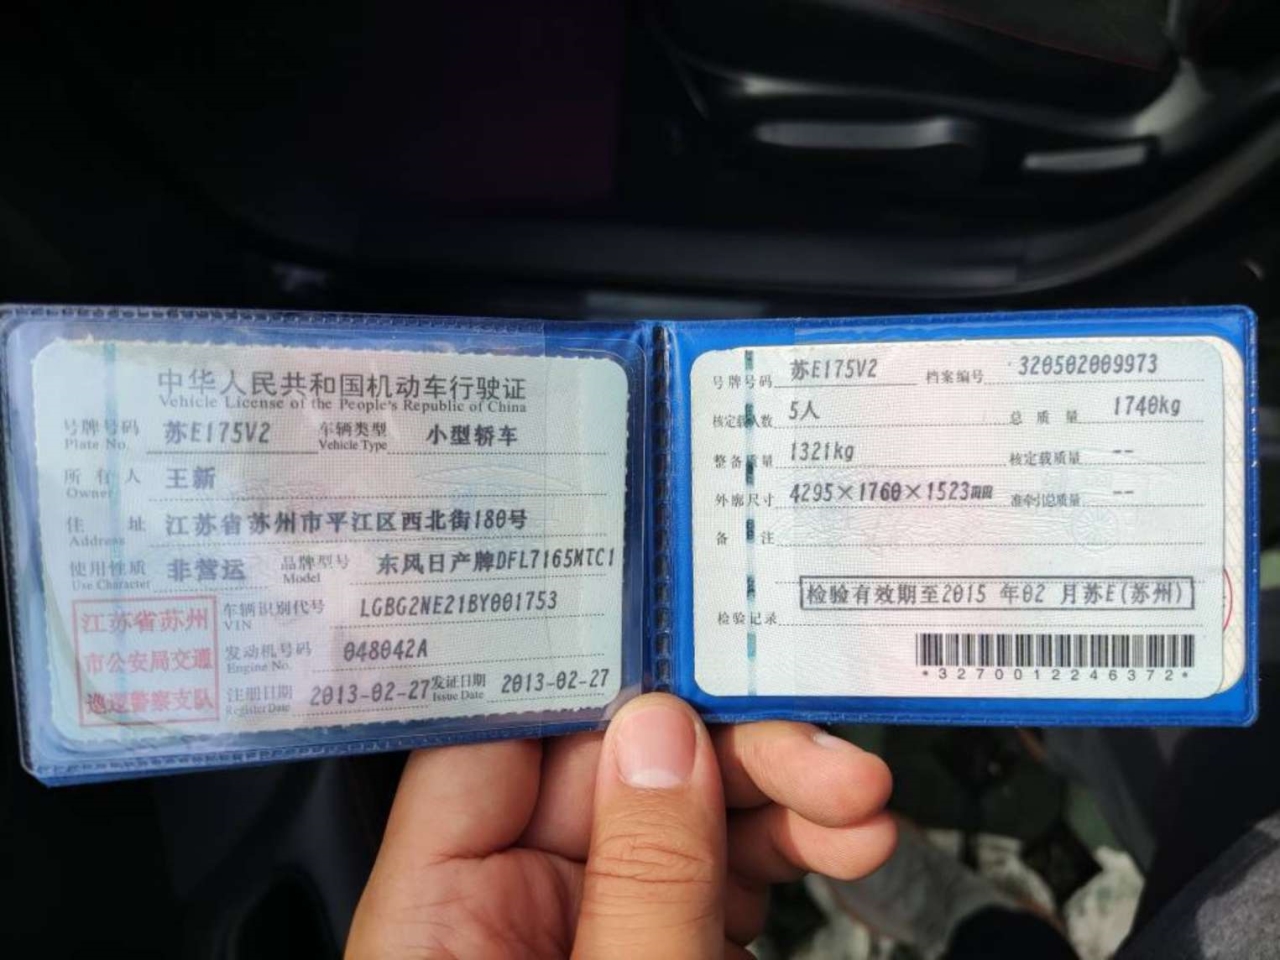 中华人民共和国机动车行驶证
Vehicle License of the People's Republic of China
号牌号码 苏E175V2 车辆类型 小型轿车
Plate No. Vehicle Type
所有人 王新
Owner
住址 江苏省苏州市平江区西北街180号
Address
使用性质 非营运 品牌型号 东风日产牌DFL7165MTC1
Use Character Model
江苏省苏州
市公安局交通
巡逻警察支队
车辆识别代号 LGBG2NE21BY001753
VIN
发动机号码 048042A
Engine No.
注册日期 2013-02-27 发证日期 2013-02-27
Register Date Issue Date
号牌号码 苏E175V2 档案编号 320502009973
核定载人数 5人 总质量 1740kg
整备质量 1321kg 核定载质量 --
外廓尺寸 4295×1760×1523mm 准牵引总质量 --
备注
检验有效期至2015 年02 月苏E(苏州)
检验记录
*3270012246372*